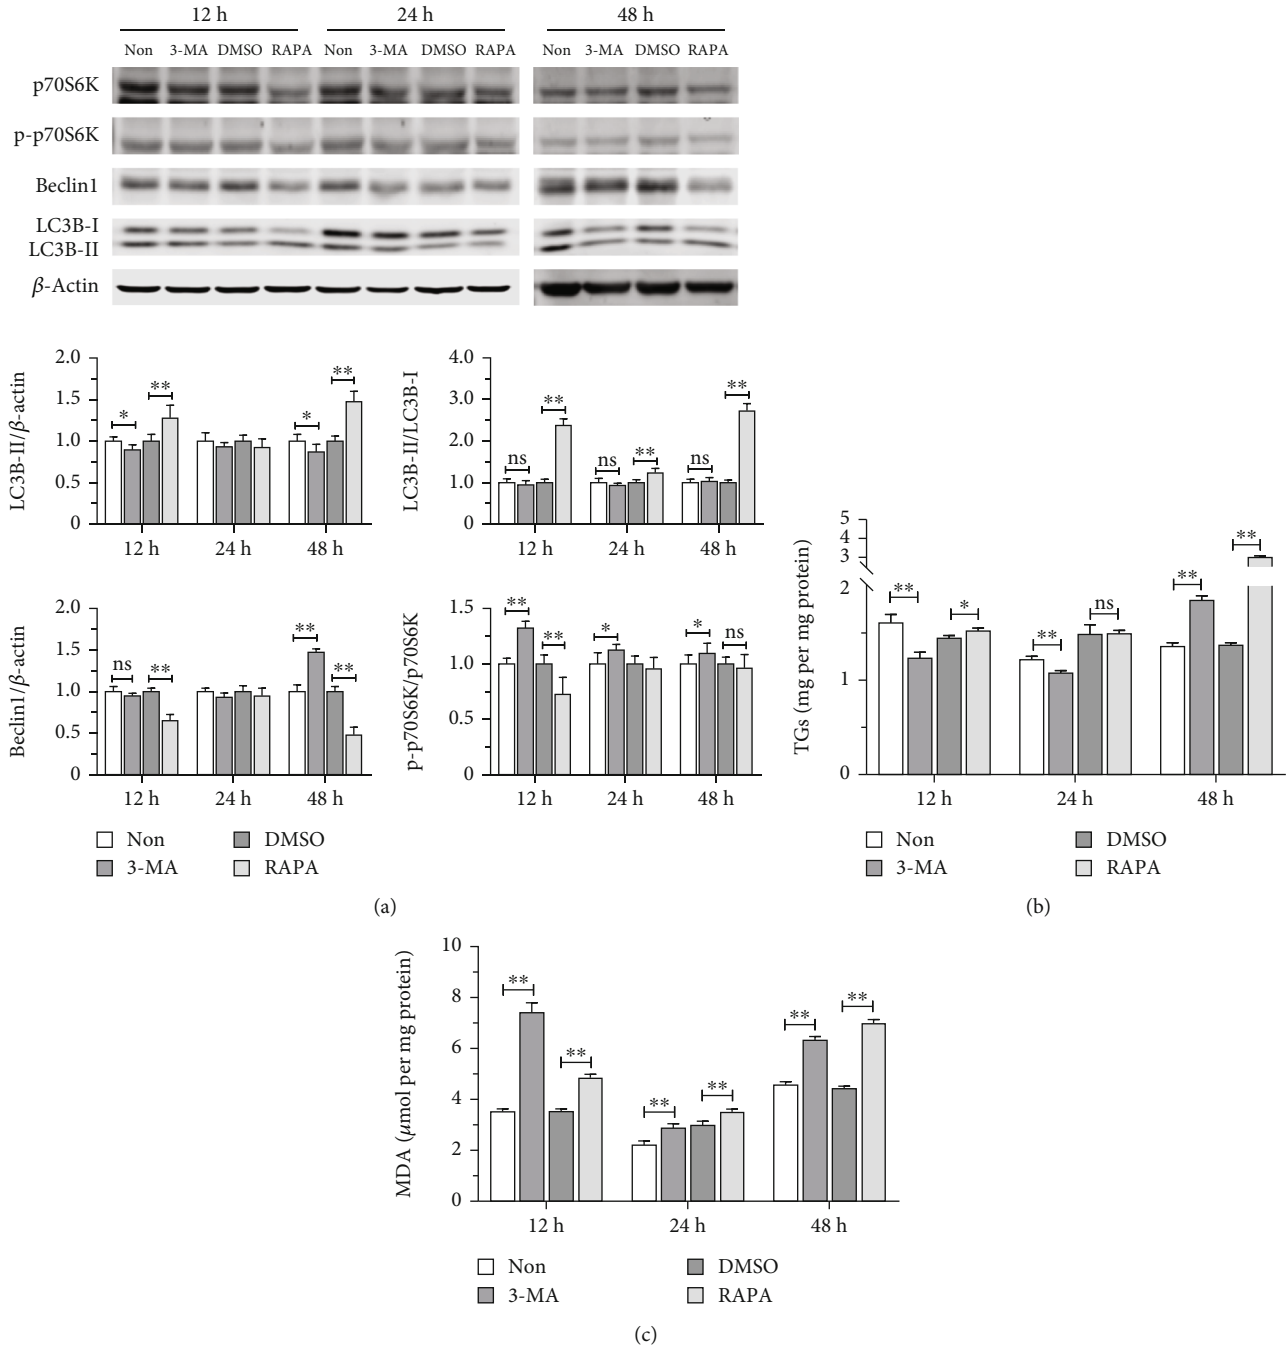 12 h 24 h 48 h
Non 3-MA DMSO RAPA Non 3-MA DMSO RAPA Non 3-MA DMSO RAPA
p70S6K
p-p70S6K
Beclin1
LC3B-I
LC3B-II
β-Actin
LC3B-II/β-actin
2.0
1.5
1.0
0.5
0
* ** * **
12 h 24 h 48 h
LC3B-II/LC3B-I
4.0
3.0
2.0
1.0
0
ns ** ns ** ns **
12 h 24 h 48 h
Beclin1/β-actin
2.0
1.5
1.0
0.5
0
ns ** ** **
12 h 24 h 48 h
p-p70S6K/p70S6K
1.5
1.0
0.5
0
** ** * * ns
12 h 24 h 48 h
Non DMSO
3-MA RAPA
(a)
TGs (mg per mg protein)
5
4
3
2
1
0
** * ** ns ** **
12 h 24 h 48 h
Non DMSO
3-MA RAPA
(b)
MDA (μmol per mg protein)
10
8
6
4
2
0
** ** ** ** ** **
12 h 24 h 48 h
Non DMSO
3-MA RAPA
(c)